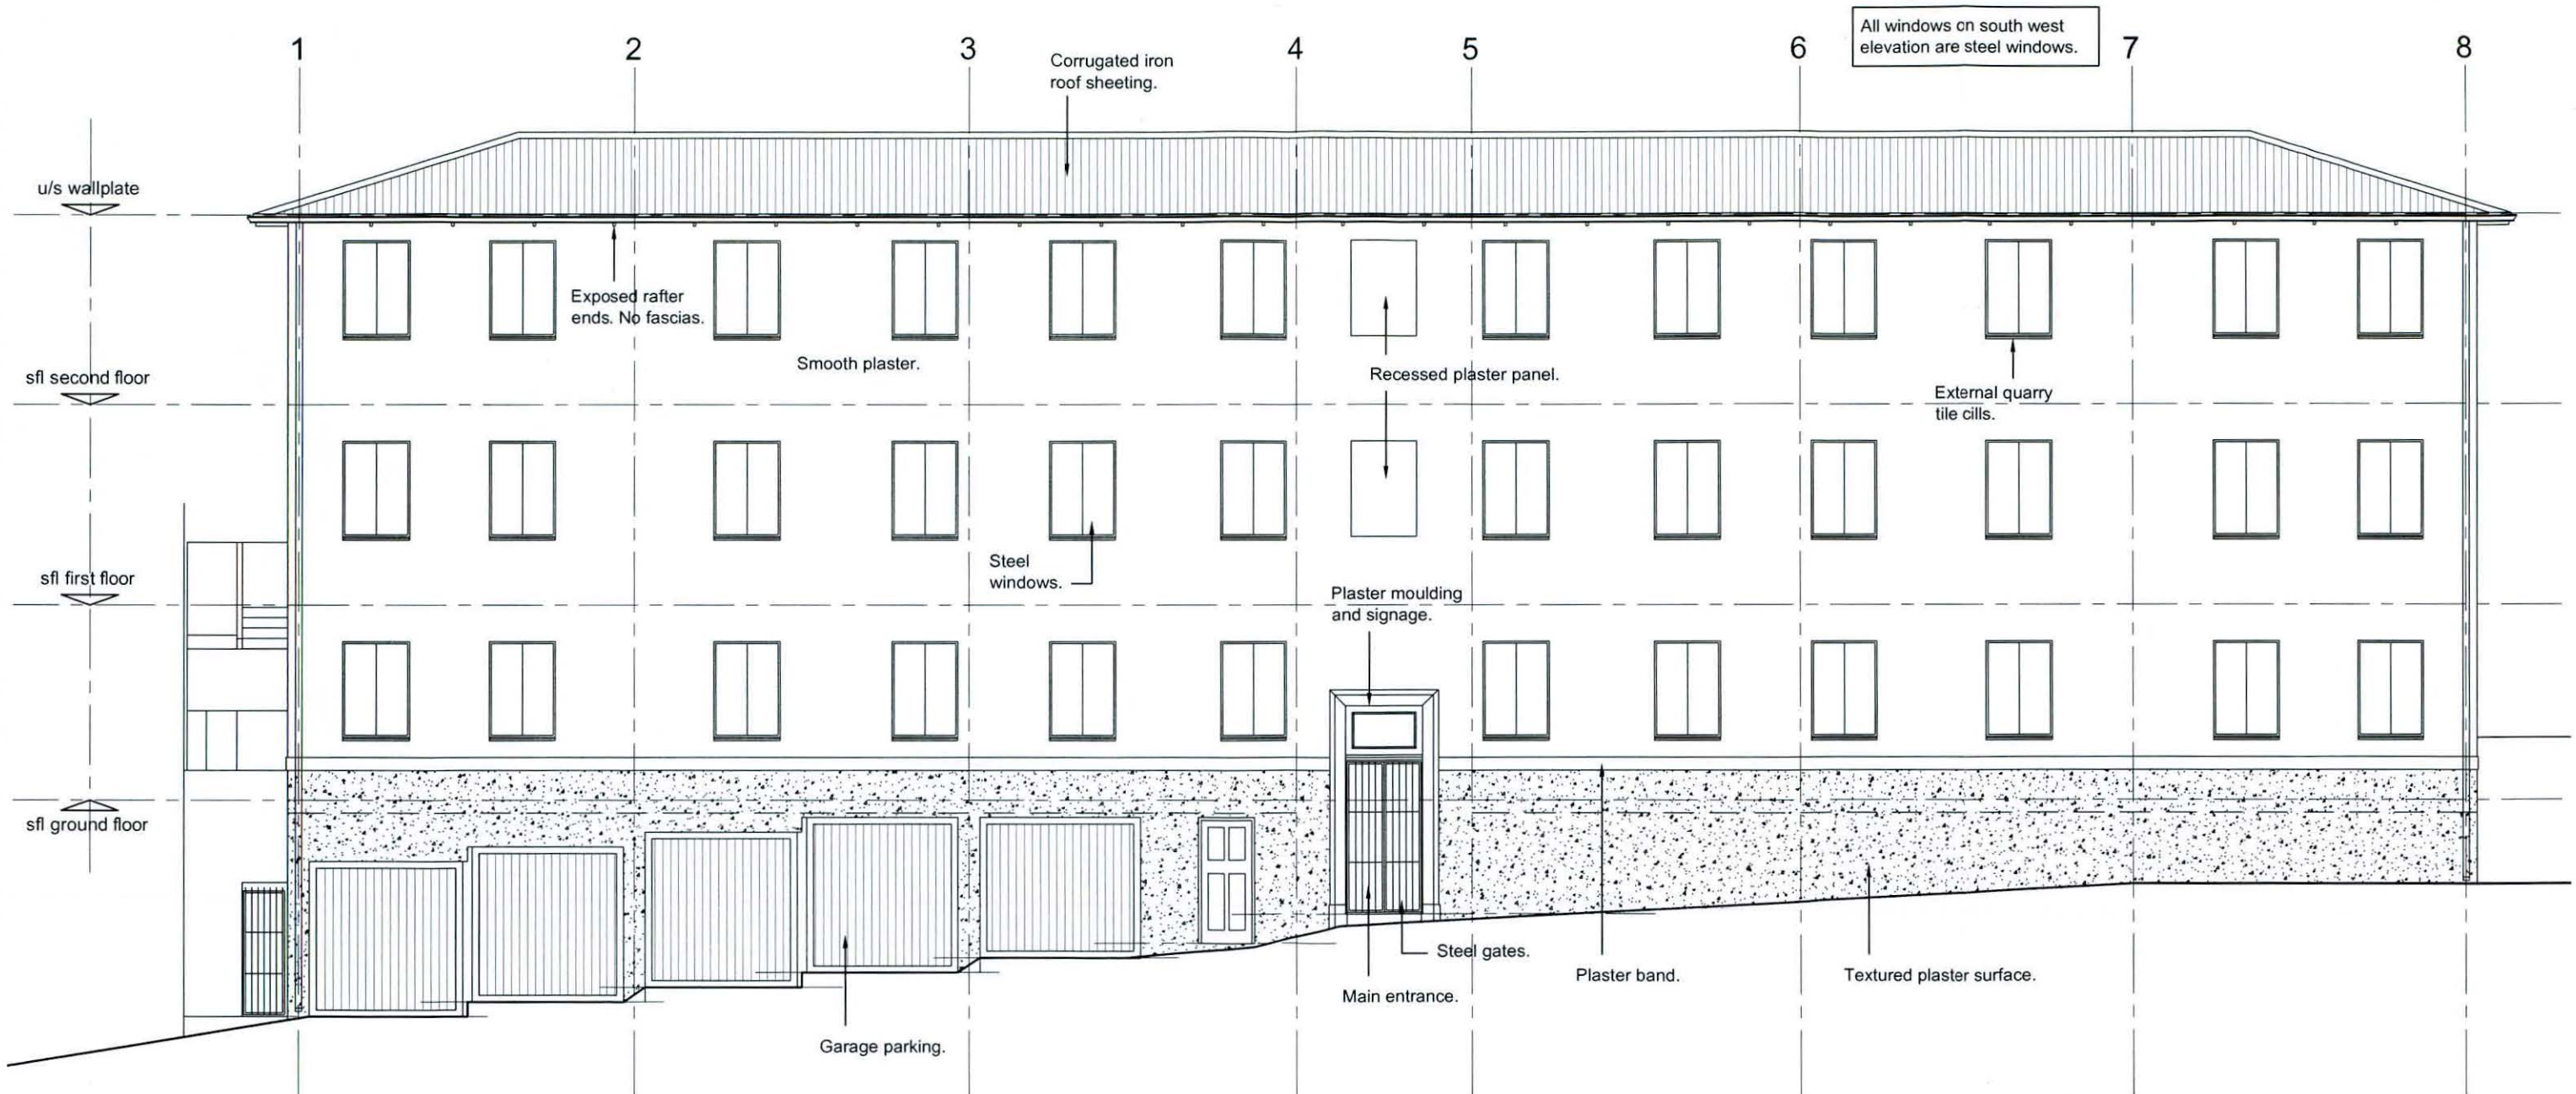 1
2
3
4
5
6
7
8
All windows on south west
elevation are steel windows.
Corrugated iron
roof sheeting.
u/s wallplate
Exposed rafter
ends. No fascias.
Smooth plaster.
Recessed plaster panel.
sfl second floor
External quarry
tile cills.
Steel
windows.
sfl first floor
Plaster moulding
and signage.
sfl ground floor
Steel gates.
Plaster band.
Textured plaster surface.
Main entrance.
Garage parking.